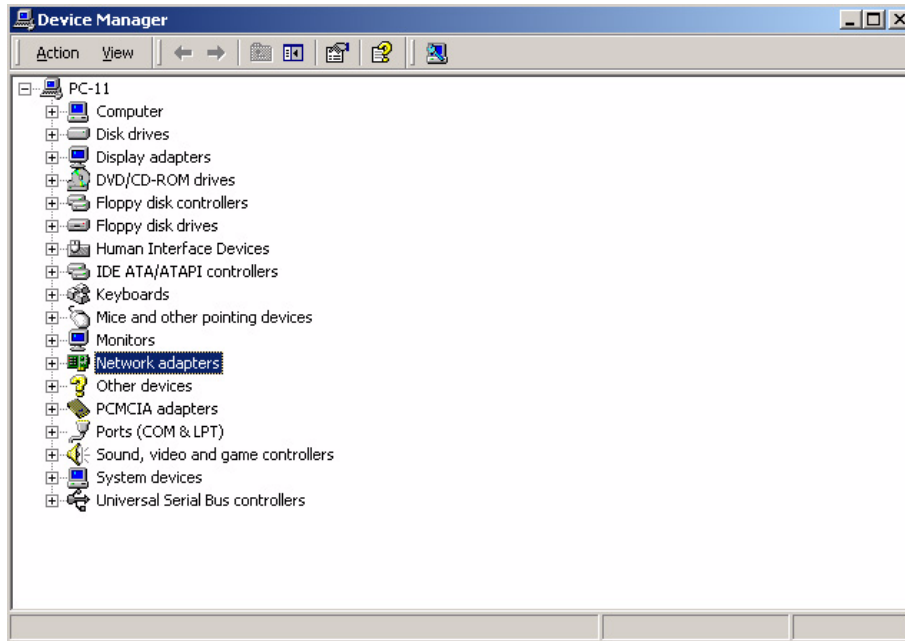 Device Manager
Action View
PC-11
Computer
Disk drives
Display adapters
DVD/CD-ROM drives
Floppy disk controllers
Floppy disk drives
Human Interface Devices
IDE ATA/ATAPI controllers
Keyboards
Mice and other pointing devices
Monitors
Network adapters
Other devices
PCMCIA adapters
Ports (COM & LPT)
Sound, video and game controllers
System devices
Universal Serial Bus controllers